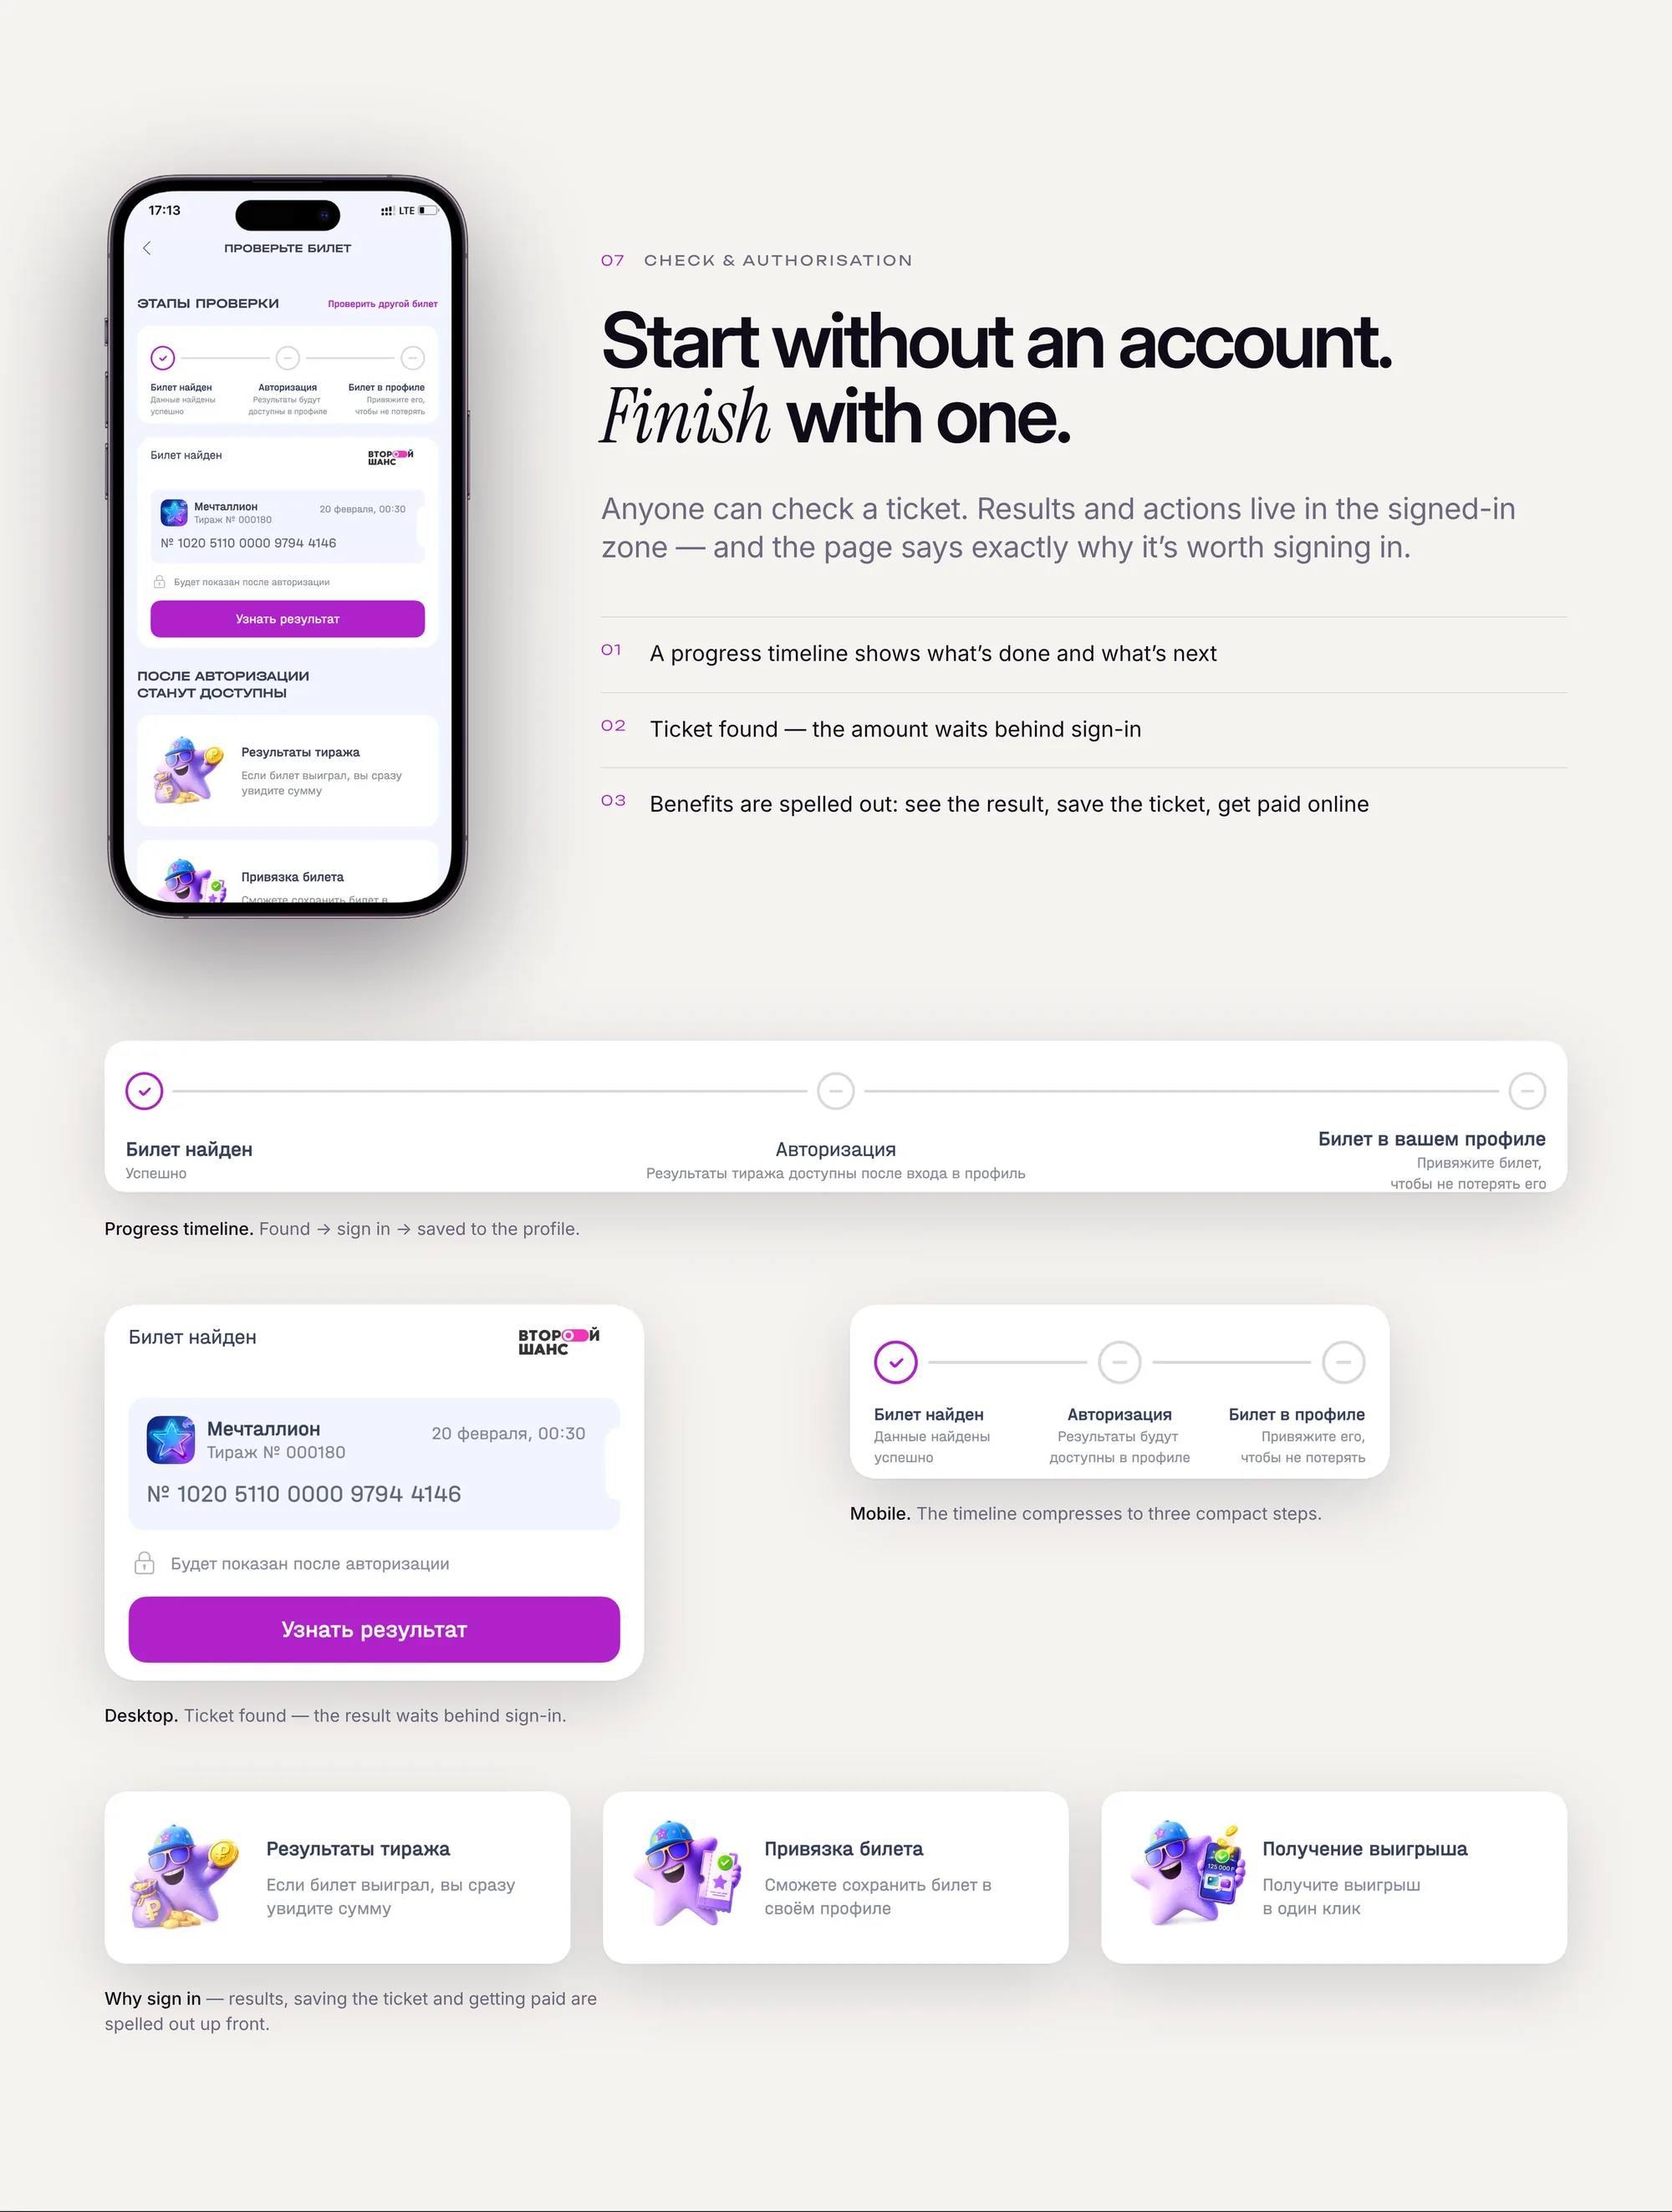 17:13
LTE
ПРОВЕРЬТЕ БИЛЕТ
ЭТАПЫ ПРОВЕРКИ
Проверить другой билет
Билет найден
Данные найдены
успешно
Авторизация
Результаты будут
доступны в профиле
Билет в профиле
Привяжите его,
чтобы не потерять
Билет найден
ВТОРОЙ
ШАНС
Мечталлион
Тираж № 000180
20 февраля, 00:30
№ 1020 5110 0000 9794 4146
Будет показан после авторизации
Узнать результат
ПОСЛЕ АВТОРИЗАЦИИ
СТАНУТ ДОСТУПНЫ
Результаты тиража
Если билет выиграл, вы сразу
увидите сумму
Привязка билета
Сможете сохранить билет в
07 CHECK & AUTHORISATION
Start without an account.
Finish with one.
Anyone can check a ticket. Results and actions live in the signed-in
zone — and the page says exactly why it’s worth signing in.
01 A progress timeline shows what’s done and what’s next
02 Ticket found — the amount waits behind sign-in
03 Benefits are spelled out: see the result, save the ticket, get paid online
Билет найден
Успешно
Авторизация
Результаты тиража доступны после входа в профиль
Билет в вашем профиле
Привяжите билет,
чтобы не потерять его
Progress timeline. Found → sign in → saved to the profile.
Билет найден
ВТОРОЙ
ШАНС
Мечталлион
Тираж № 000180
20 февраля, 00:30
№ 1020 5110 0000 9794 4146
Будет показан после авторизации
Узнать результат
Desktop. Ticket found — the result waits behind sign-in.
Билет найден
Данные найдены
успешно
Авторизация
Результаты будут
доступны в профиле
Билет в профиле
Привяжите его,
чтобы не потерять
Mobile. The timeline compresses to three compact steps.
Результаты тиража
Если билет выиграл, вы сразу
увидите сумму
Привязка билета
Сможете сохранить билет в
своём профиле
125 000 ₽
Получение выигрыша
Получите выигрыш
в один клик
Why sign in — results, saving the ticket and getting paid are
spelled out up front.